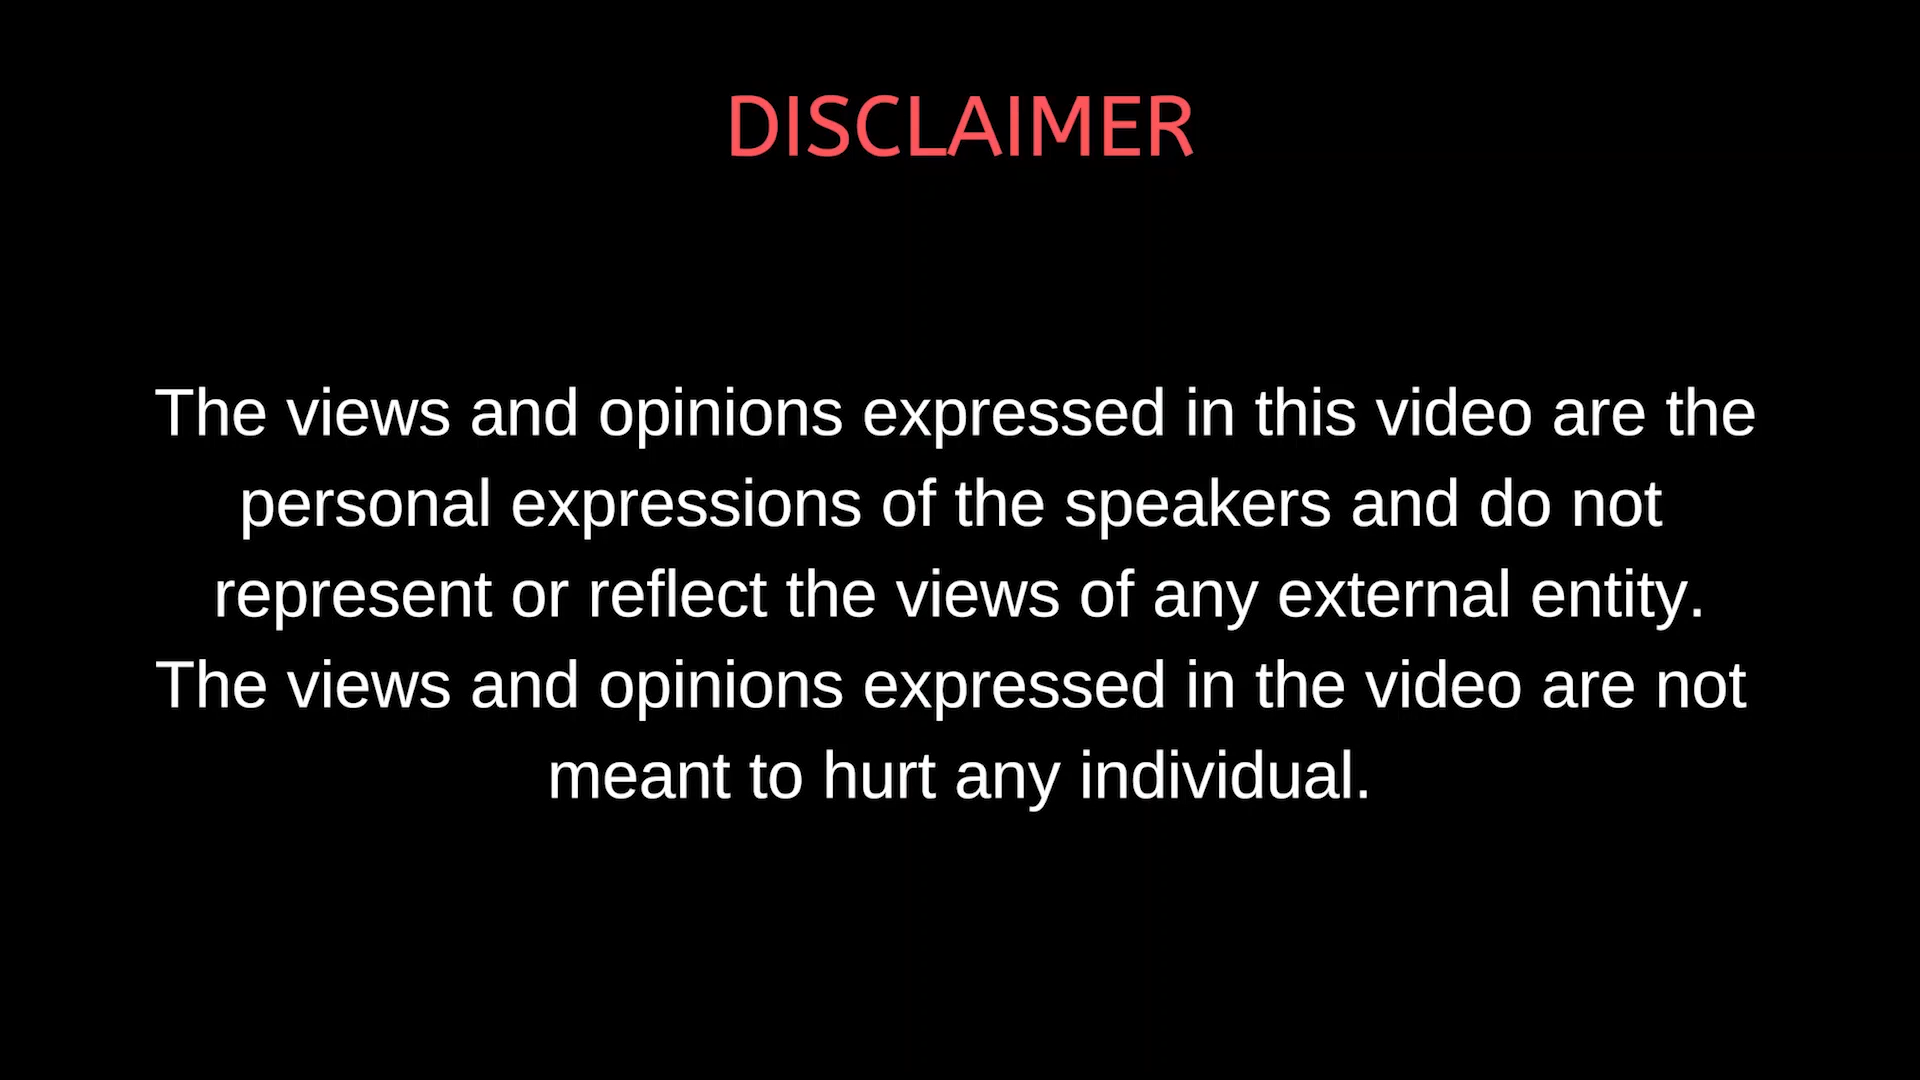 DISCLAIMER
The views and opinions expressed in this video are the
personal expressions of the speakers and do not
represent or reflect the views of any external entity.
The views and opinions expressed in the video are not
meant to hurt any individual.